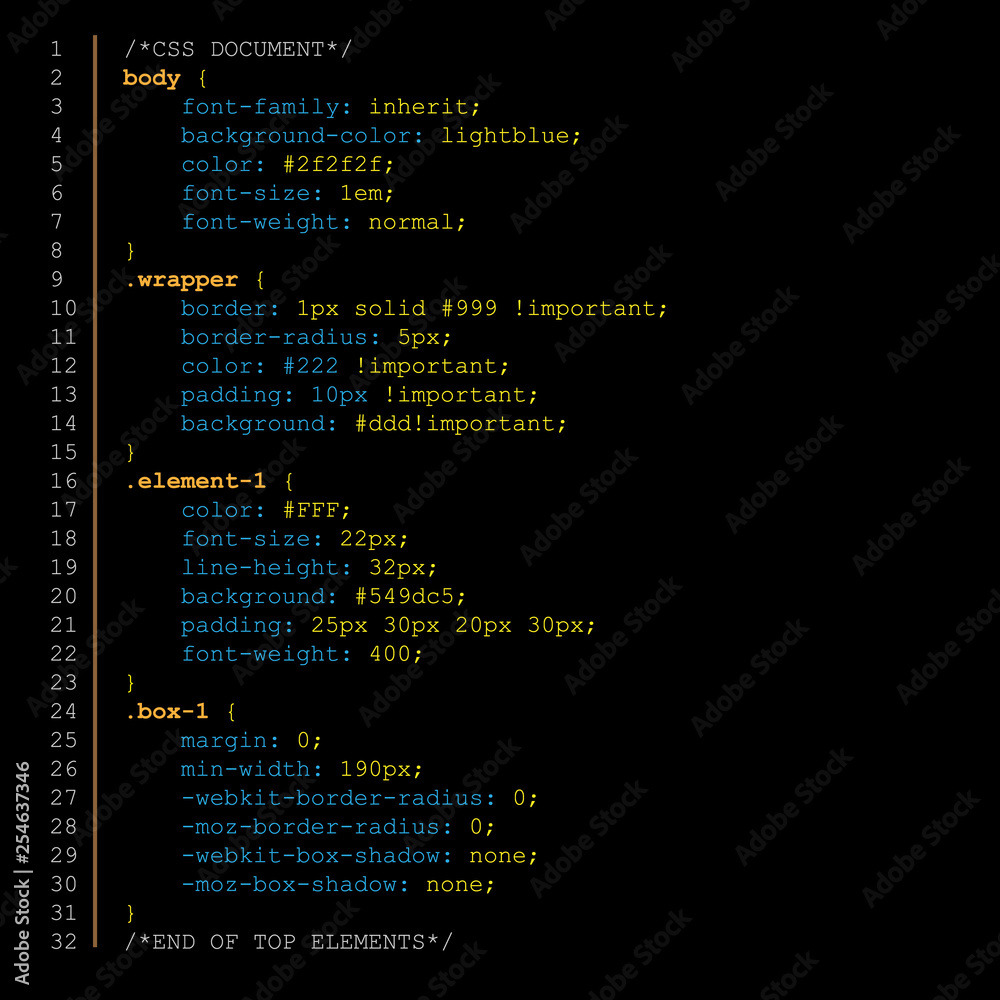 1 /*CSS DOCUMENT*/
2 body {
3 font-family: inherit;
4 background-color: lightblue;
5 color: #2f2f2f;
6 font-size: 1em;
7 font-weight: normal;
8 }
9 .wrapper {
10 border: 1px solid #999 !important;
11 border-radius: 5px;
12 color: #222 !important;
13 padding: 10px !important;
14 background: #ddd!important;
15 }
16 .element-1 {
17 color: #FFF;
18 font-size: 22px;
19 line-height: 32px;
20 background: #549dc5;
21 padding: 25px 30px 20px 30px;
22 font-weight: 400;
23 }
24 .box-1 {
25 margin: 0;
26 min-width: 190px;
27 -webkit-border-radius: 0;
28 -moz-border-radius: 0;
29 -webkit-box-shadow: none;
30 -moz-box-shadow: none;
31 }
32 /*END OF TOP ELEMENTS*/
Adobe Stock | #254637346